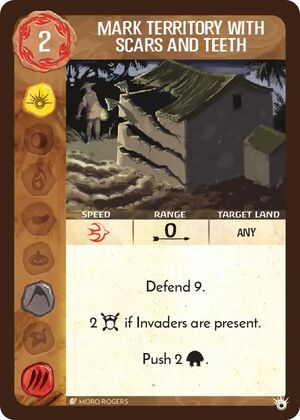 2
MARK TERRITORY WITH
SCARS AND TEETH
SPEED
RANGE
TARGET LAND
0
ANY
Defend 9.
2 if Invaders are present.
Push 2 .
MORO ROGERS